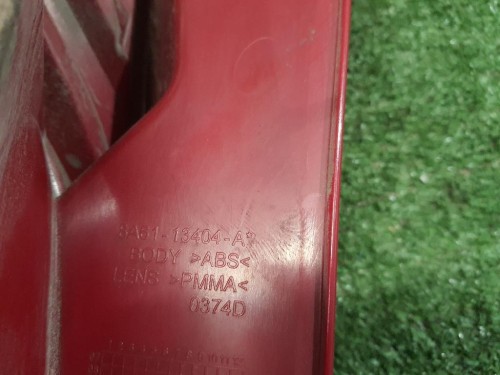 8A61-13404-A
BODY >ABS<
LENS >PMMA<
0374D